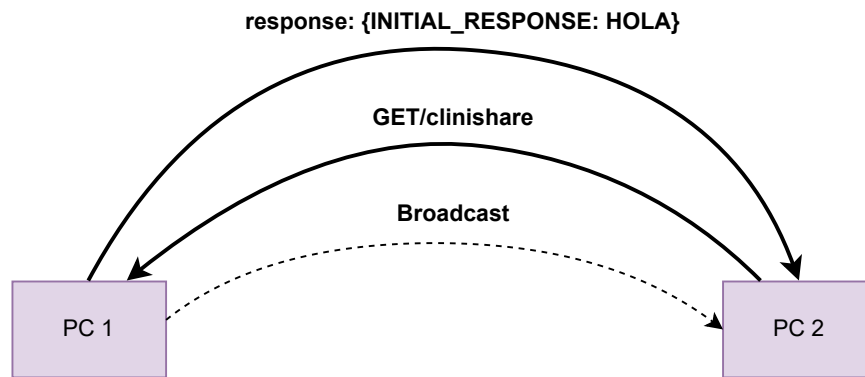 response: {INITIAL_RESPONSE: HOLA}
GET/clinishare
Broadcast
PC 1
PC 2